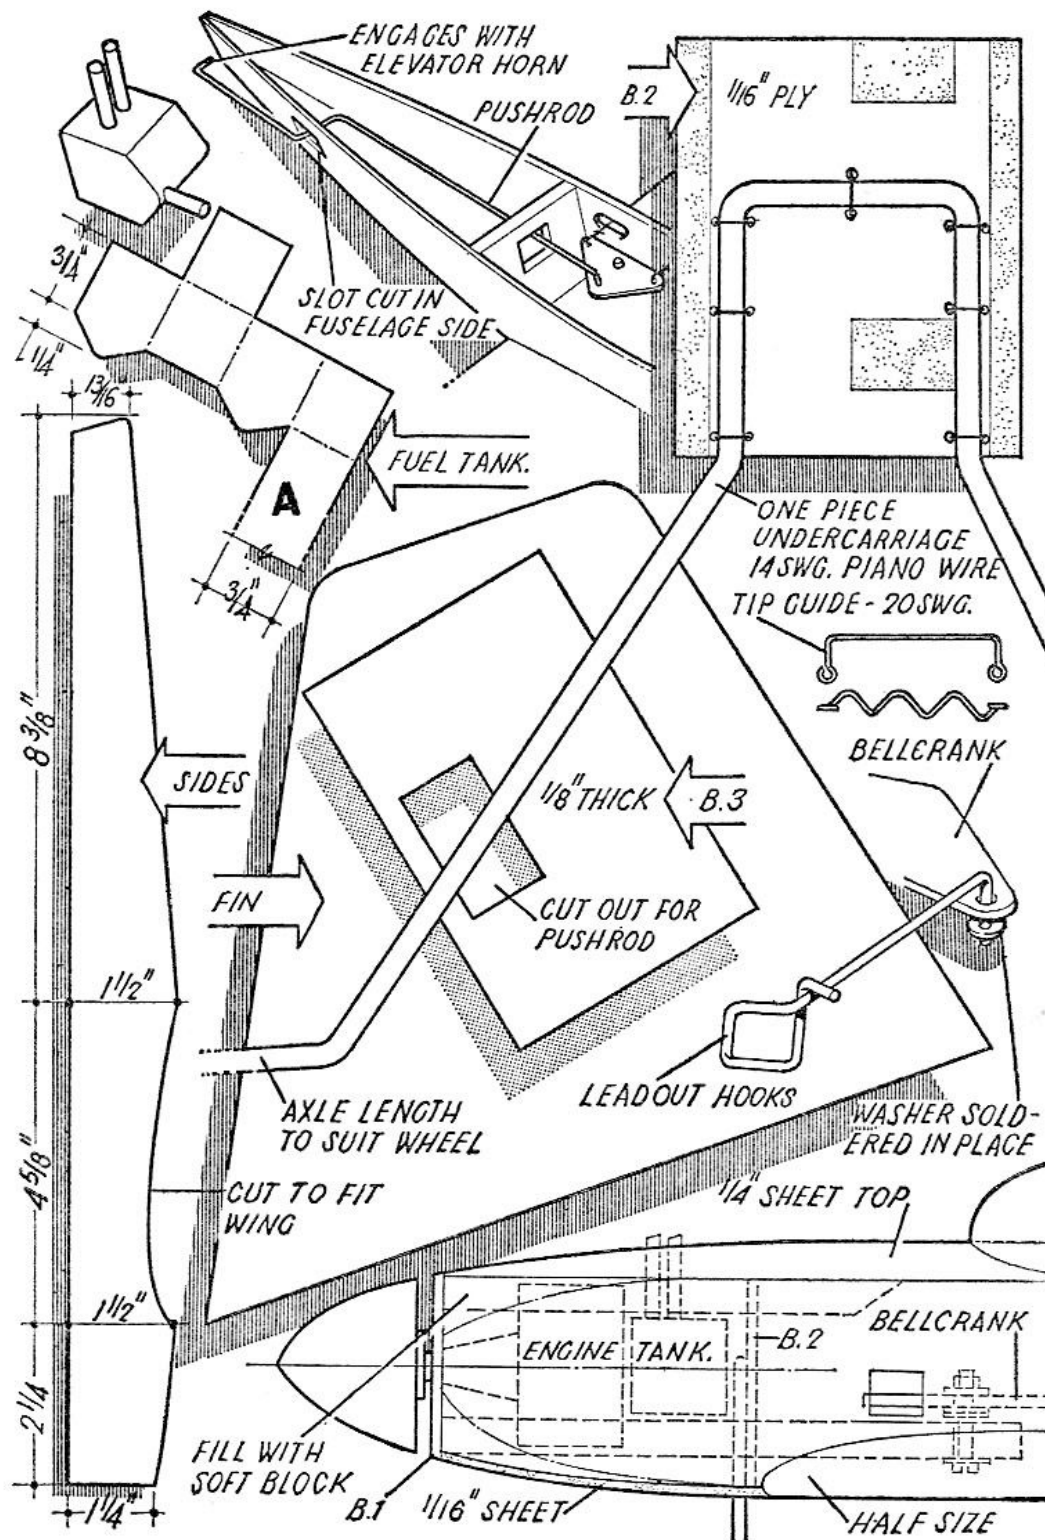 ENGAGES WITH
ELEVATOR HORN
PUSHROD
B.2
1/16" PLY
SLOT CUT IN
FUSELAGE SIDE
3/4"
1 1/4"
13/16
FUEL TANK.
A
3/4"
ONE PIECE
UNDERCARRIAGE
14 SWG. PIANO WIRE
TIP GUIDE - 20 SWG.
BELLCRANK
8 3/8"
SIDES
1/8" THICK
B.3
FIN
CUT OUT FOR
PUSHROD
1 1/2"
LEADOUT HOOKS
AXLE LENGTH
TO SUIT WHEEL
WASHER SOLD-
ERED IN PLACE
4 5/8"
CUT TO FIT
WING
1/4" SHEET TOP
1 1/2"
ENGINE
TANK.
B.2
BELLCRANK
2 1/4
FILL WITH
SOFT BLOCK
B.1
1/16" SHEET
HALF SIZE
1 1/4"